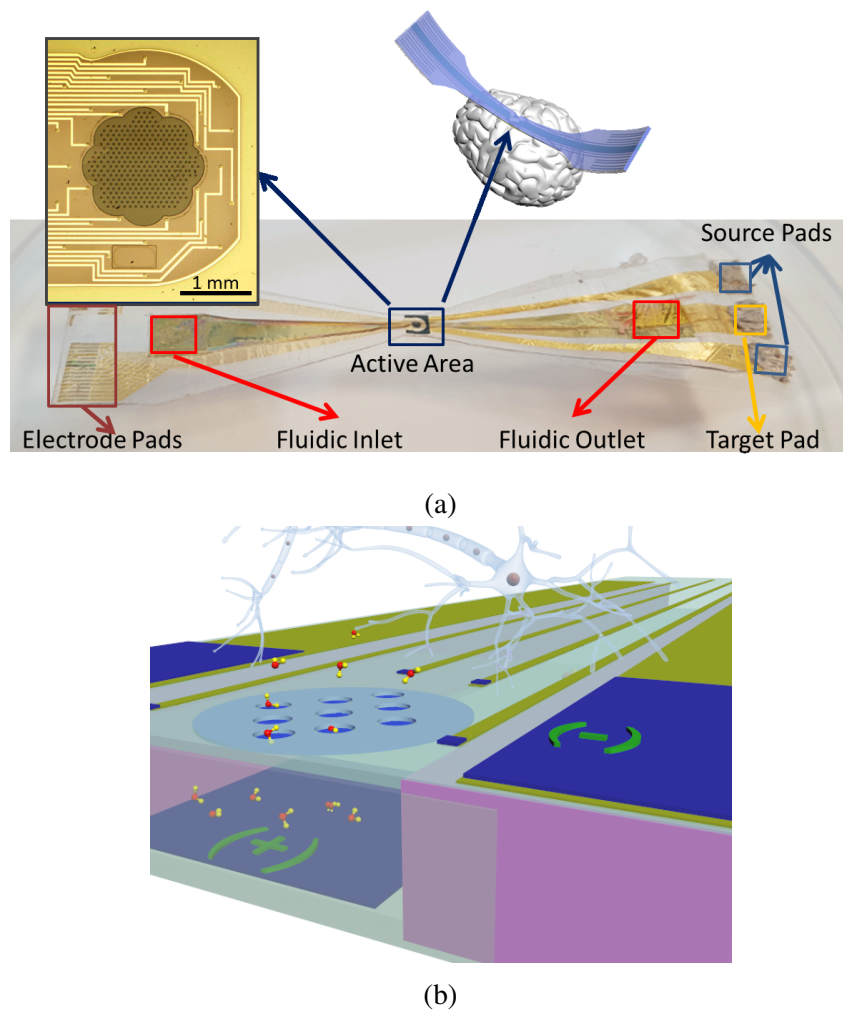 1 mm
Source Pads
Active Area
Electrode Pads
Fluidic Inlet
Fluidic Outlet
Target Pad
(a)
(b)